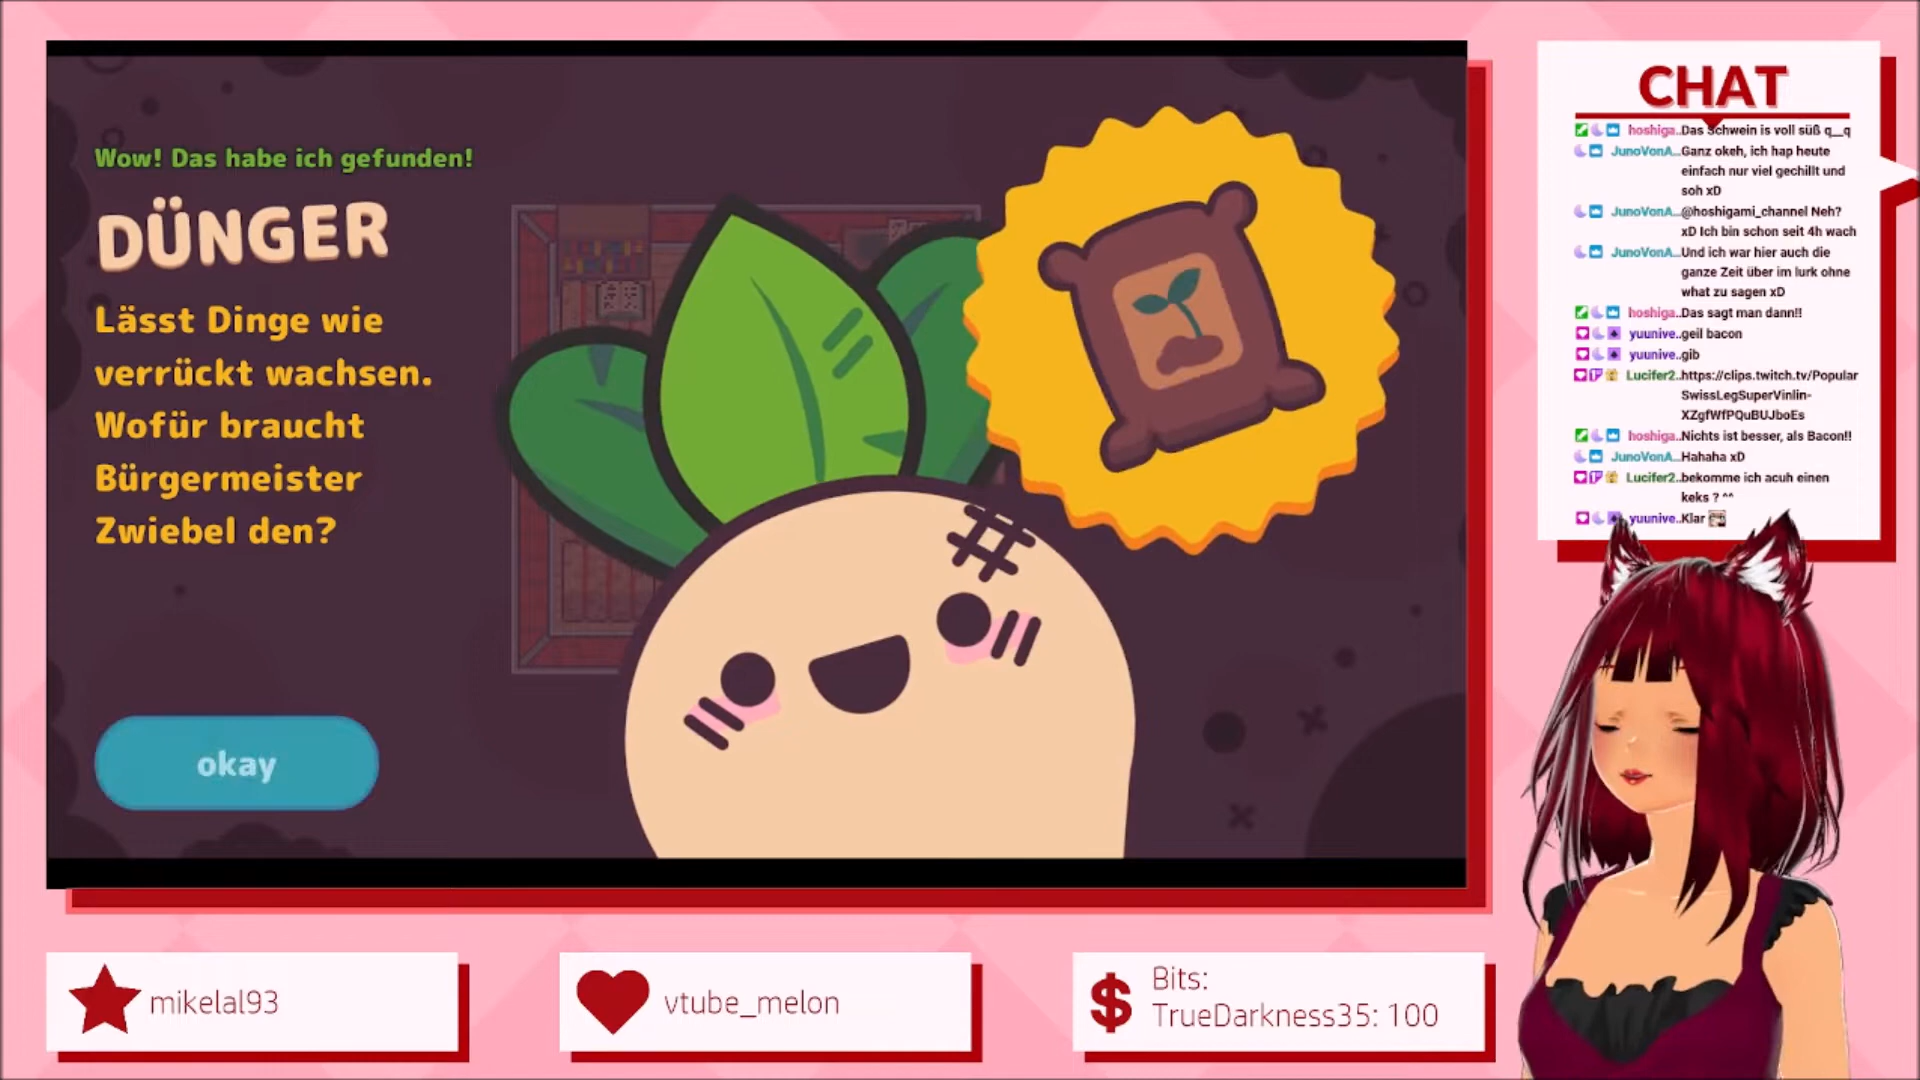 Wow! Das habe ich gefunden!
DÜNGER
Lässt Dinge wie
verrückt wachsen.
Wofür braucht
Bürgermeister
Zwiebel den?
okay
CHAT
hoshiga..Das Schwein is voll süß q__q
JunoVonA...Ganz okeh, ich hap heute
einfach nur viel gechillt und
soh xD
JunoVonA...@hoshigami_channel Neh?
xD Ich bin schon seit 4h wach
JunoVonA...Und ich war hier auch die
ganze Zeit über im lurk ohne
what zu sagen xD
hoshiga..Das sagt man dann!!
yuunive..geil bacon
yuunive..gib
Lucifer2..https://clips.twitch.tv/Popular
SwissLegSuperVinlin-
XZgfWfPQuBUJboEs
hoshiga..Nichts ist besser, als Bacon!!
JunoVonA...Hahaha xD
Lucifer2..bekomme ich acuh einen
keks ? ^^
yuunive..Klar
mikelal93
vtube_melon
Bits:
TrueDarkness35: 100